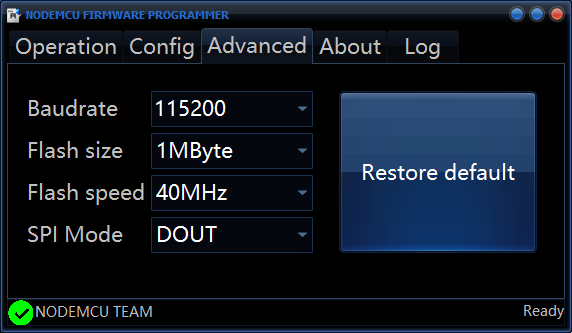 NODEMCU FIRMWARE PROGRAMMER
Operation Config Advanced About Log
Baudrate 115200
Flash size 1MByte
Flash speed 40MHz
SPI Mode DOUT
Restore default
NODEMCU TEAM Ready